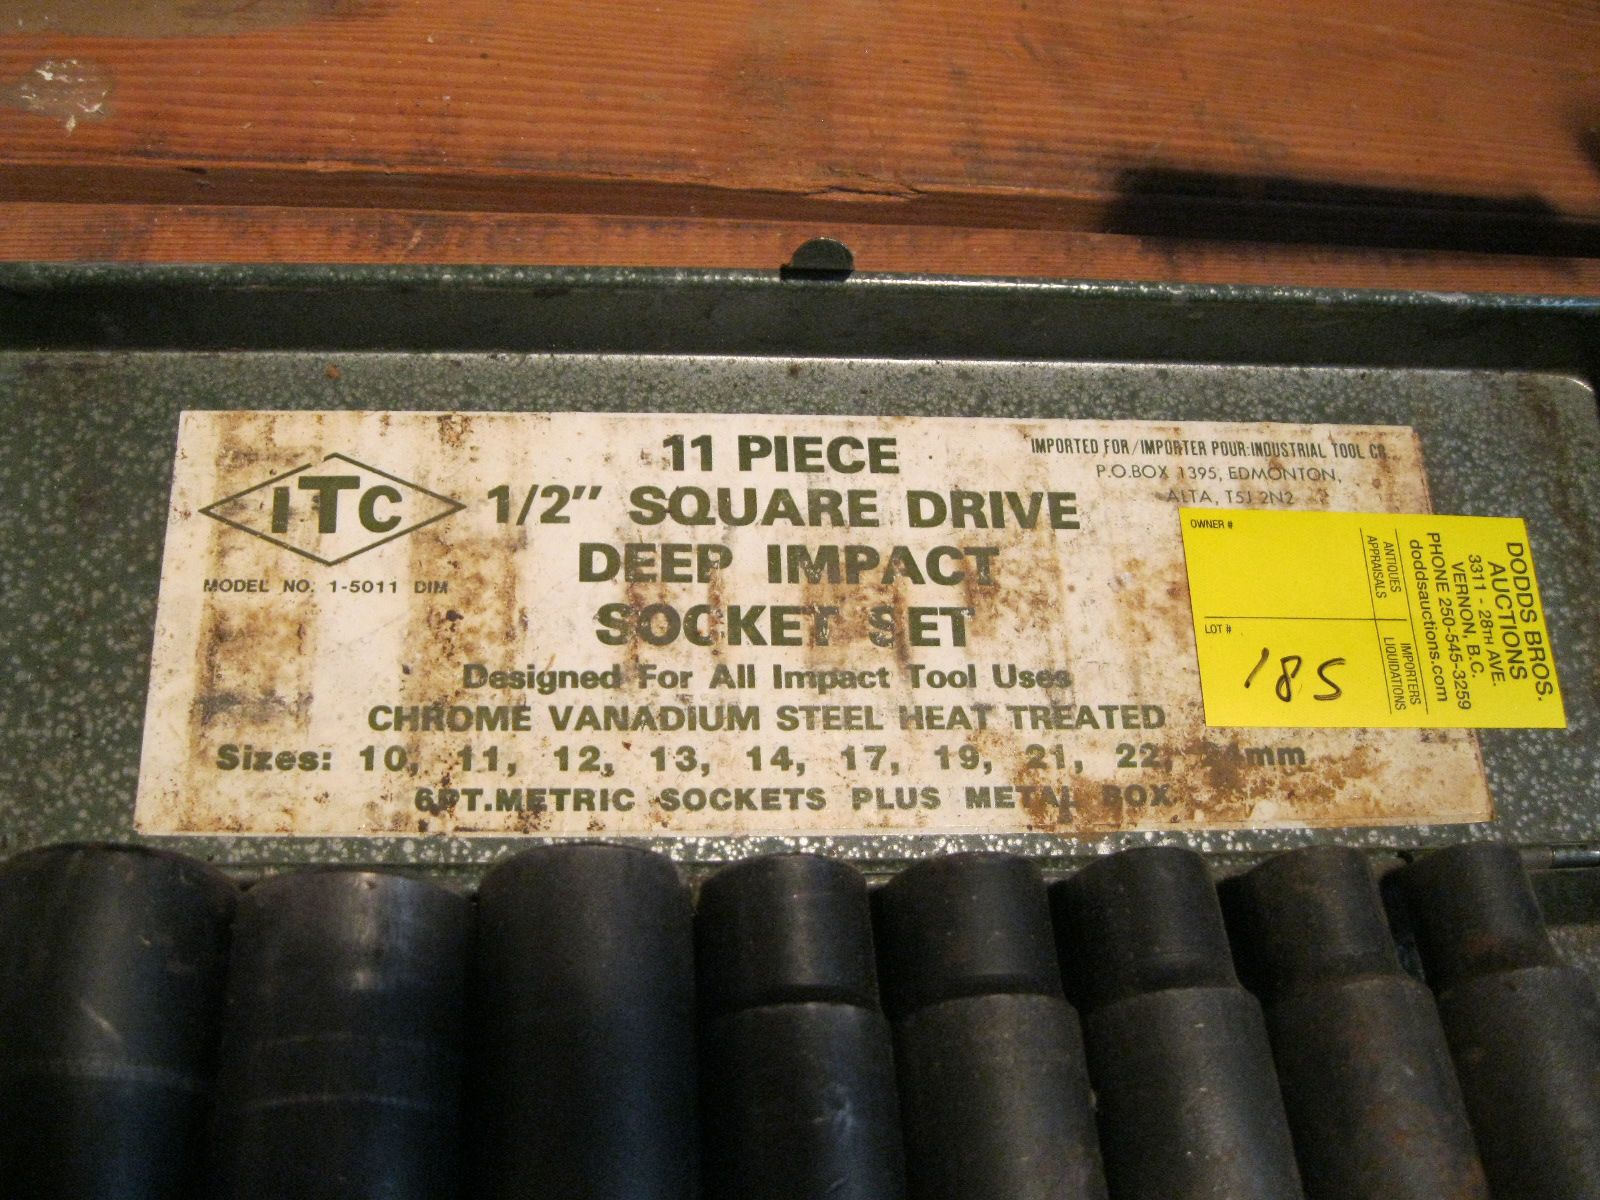 11 PIECE
1/2" SQUARE DRIVE
DEEP IMPACT
SOCKET SET
Designed For All Impact Tool Uses
CHROME VANADIUM STEEL HEAT TREATED
Sizes: 10, 11, 12, 13, 14, 17, 19, 21, 22, 24mm
6PT.METRIC SOCKETS PLUS METAL BOX
ITC
MODEL NO. 1-5011 DIM
IMPORTED FOR/IMPORTER POUR:INDUSTRIAL TOOL CR.
P.O.BOX 1395, EDMONTON,
ALTA, T5J 2N2
OWNER #
LOT #
185
DODDS BROS.
AUCTIONS
3311 - 28TH AVE.
VERNON, B.C.
PHONE 250-545-3259
doddsauctions.com
ANTIQUES
APPRAISALS
IMPORTERS
LIQUIDATIONS